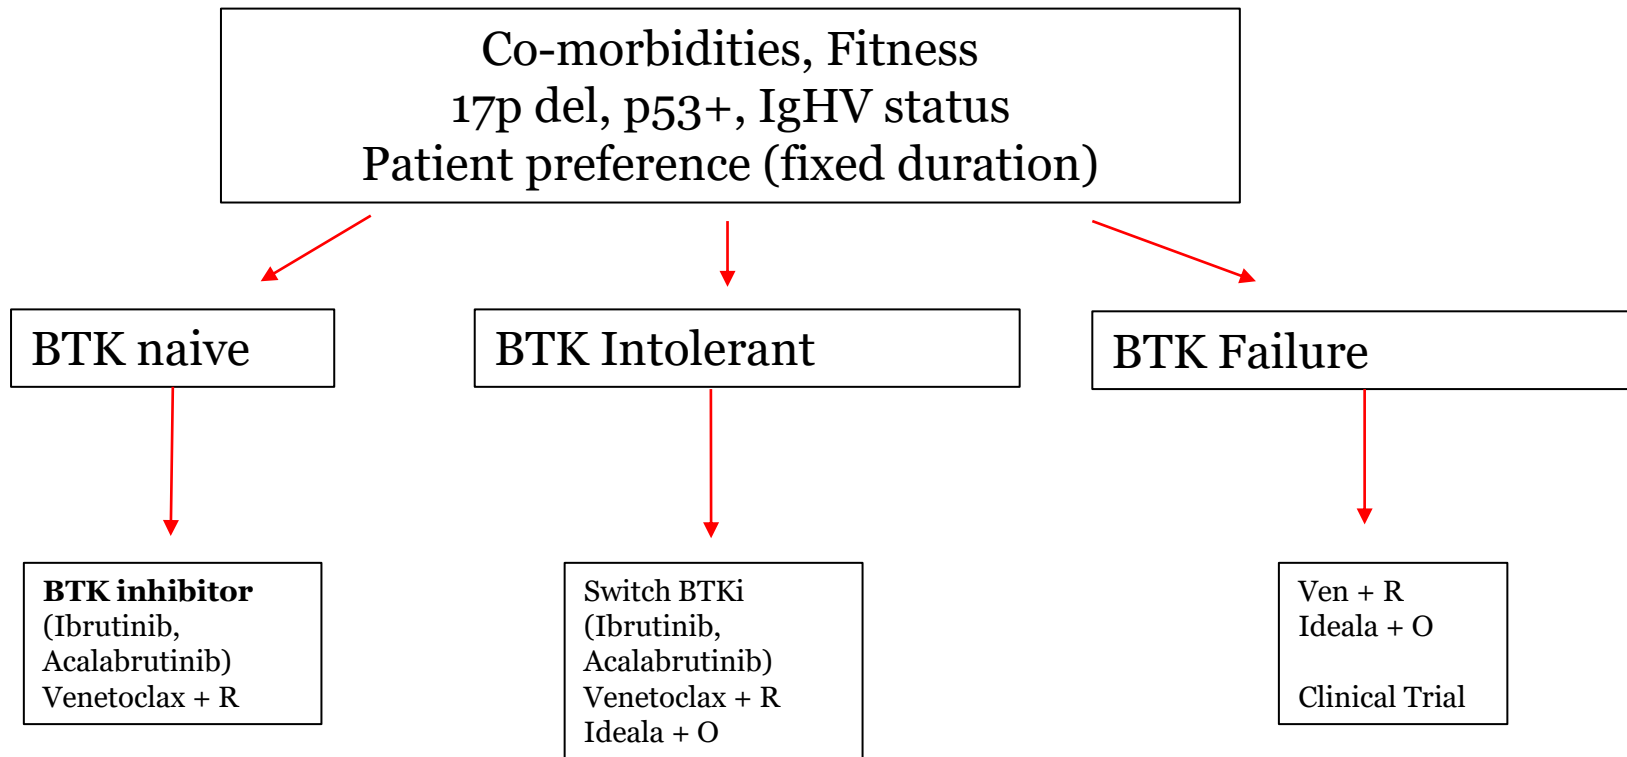 Co-morbidities, Fitness
17p del, p53+, IgHV status
Patient preference (fixed duration)
BTK naive
BTK Intolerant
BTK Failure
BTK inhibitor
(Ibrutinib,
Acalabrutinib)
Venetoclax + R
Switch BTKi
(Ibrutinib,
Acalabrutinib)
Venetoclax + R
Ideala + O
Ven + R
Ideala + O
Clinical Trial